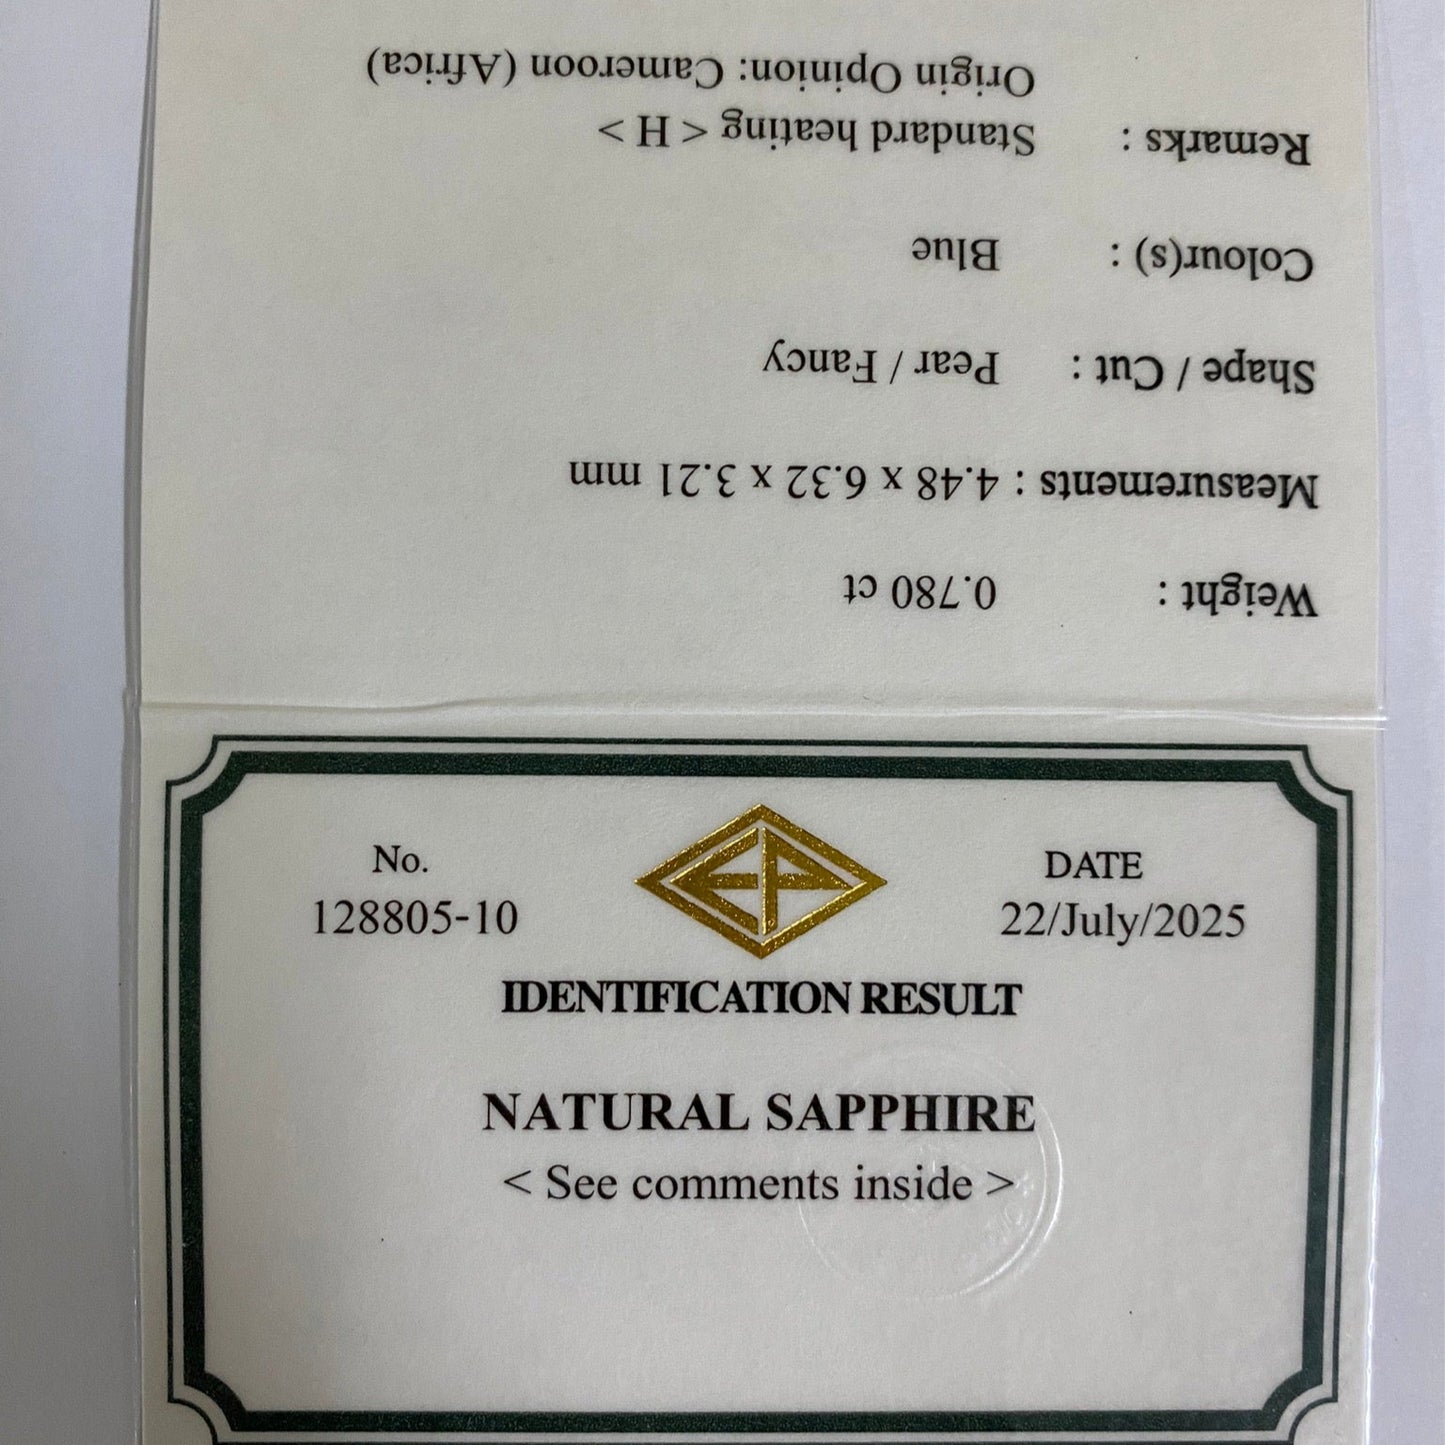 No.
128805-10
EP
DATE
22/July/2025
IDENTIFICATION RESULT
NATURAL SAPPHIRE
< See comments inside >
Weight : 0.780 ct
Measurements : 4.48 x 6.32 x 3.21 mm
Shape / Cut : Pear / Fancy
Colour(s) : Blue
Remarks : Standard heating < H >
Origin Opinion: Cameroon (Africa)